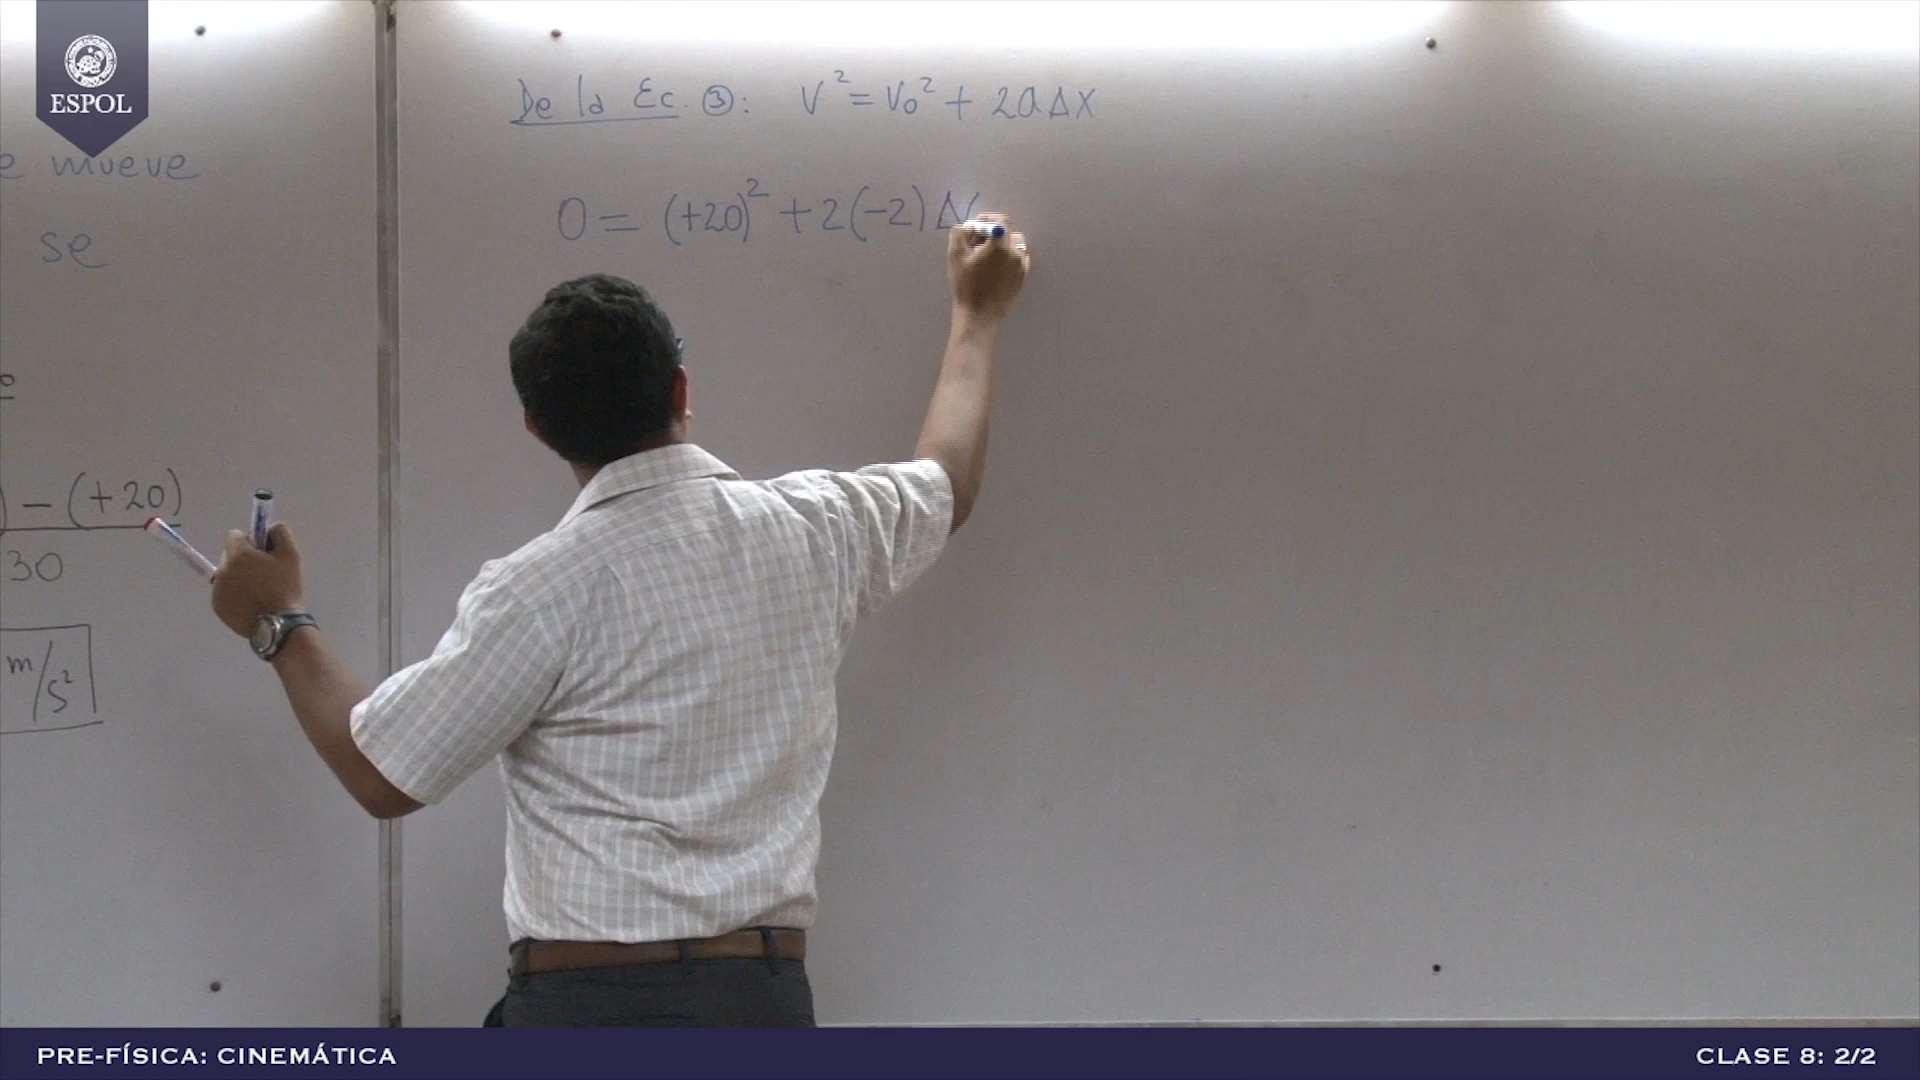 ESPOL
e mueve
se
) - (+20)
30
m/s²
De la Ec. ③: V² = V₀² + 2aΔX
0 = (+20)² + 2(-2)Δ
PRE-FÍSICA: CINEMÁTICA
CLASE 8: 2/2